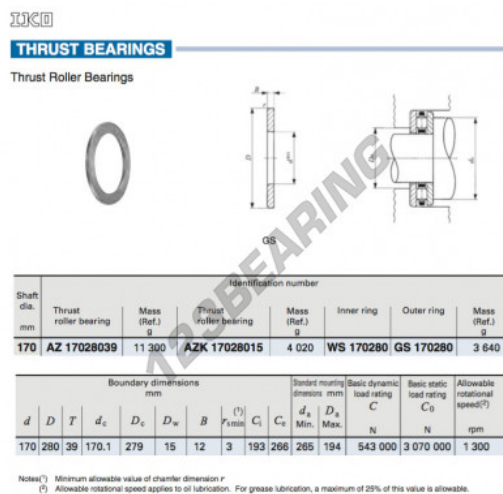 IKO
THRUST BEARINGS
Thrust Roller Bearings
B
r
D
Da
da
GS
123BEARING
Identification number
Shaft dia. mm Thrust roller bearing Mass (Ref.) g Thrust roller bearing Mass (Ref.) g Inner ring Outer ring Mass (Ref.) g
170 AZ 17028039 11 300 AZK 17028015 4 020 WS 170280 GS 170280 3 640
Boundary dimensions mm Standard mounting dimensions mm Basic dynamic load rating C N Basic static load rating C0 N Allowable rotational speed(2) rpm
d D T dc Dc Dw B rs min(1) Ci Ce da Min. Da Max.
170 280 39 170.1 279 15 12 3 193 266 265 194 543 000 3 070 000 1 300
Notes(1) Minimum allowable value of chamfer dimension r
(2) Allowable rotational speed applies to oil lubrication. For grease lubrication, a maximum of 25% of this value is allowable.